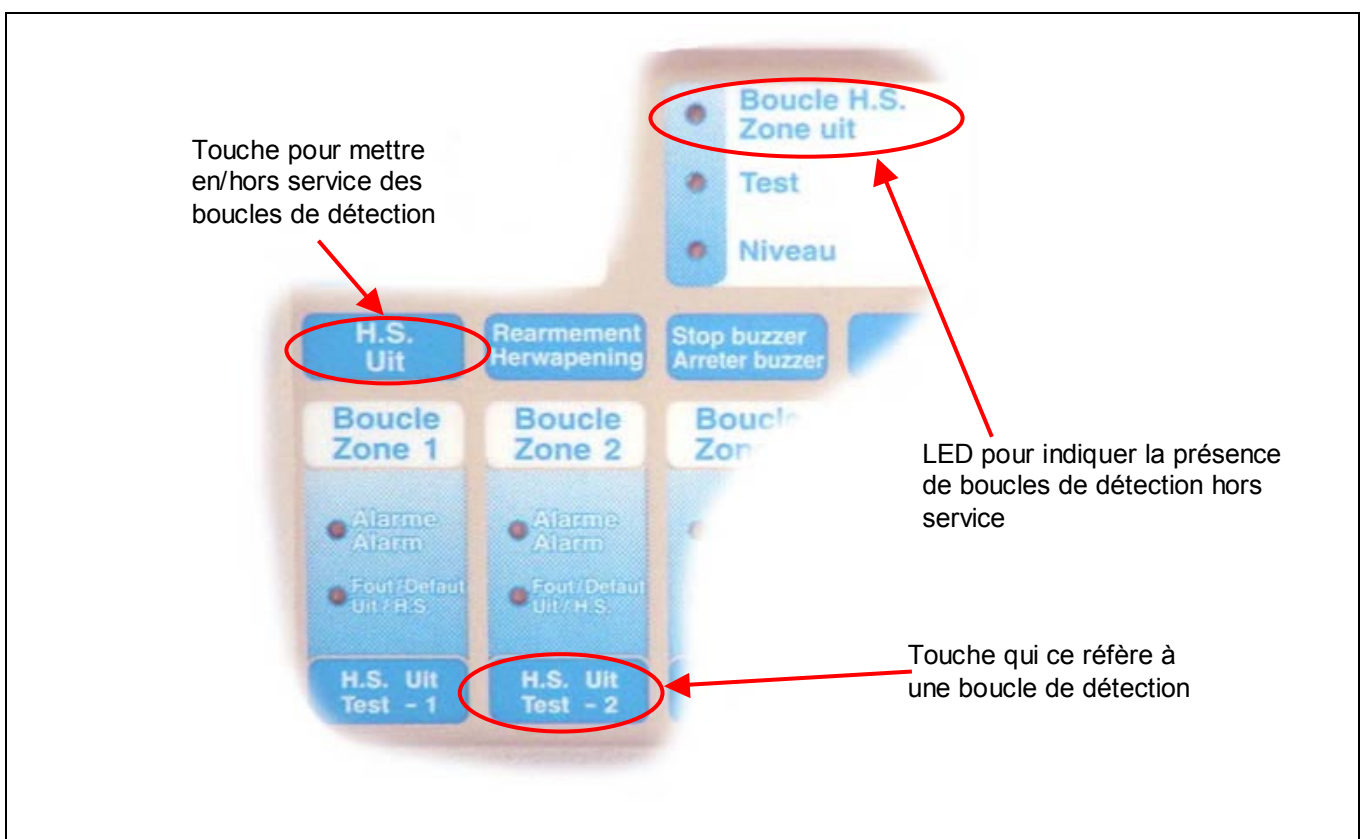 Boucle H.S.
Zone uit
Touche pour mettre
en/hors service des
boucles de détection
Test
Niveau
H.S.
Uit
Rearmement
Herwapening
Stop buzzer
Arreter buzzer
Boucle
Zone 1
Boucle
Zone 2
LED pour indiquer la présence
de boucles de détection hors
service
Alarme
Alarm
Alarme
Alarm
Fout/Defaut
Uit / H.S.
Fout/Defaut
Uit / H.S.
Touche qui ce réfère à
une boucle de détection
H.S. Uit
Test - 1
H.S. Uit
Test - 2